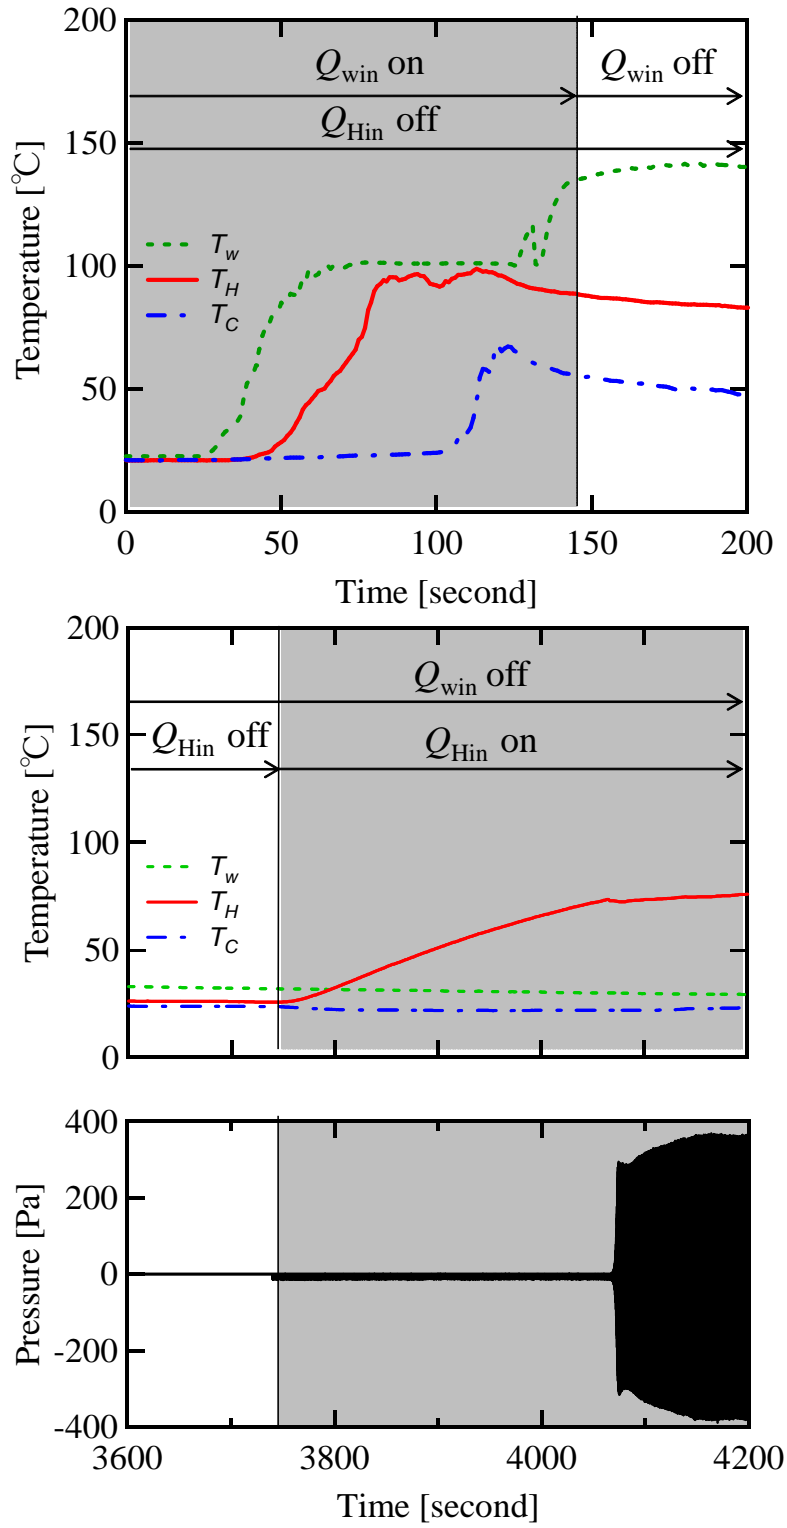 200
Q_win on
Q_win off
Q_Hin off
150
Temperature [℃]
T_w
100
T_H
T_C
50
0
0 50 100 150 200
Time [second]
200
Q_win off
150
Q_Hin off
Q_Hin on
Temperature [℃]
100
T_w
T_H
T_C
50
0
400
200
Pressure [Pa]
0
-200
-400
3600 3800 4000 4200
Time [second]